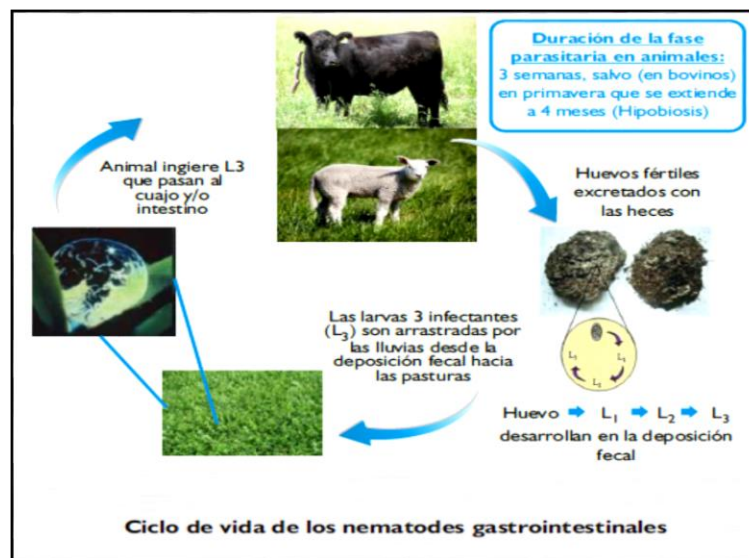 Duración de la fase
parasitaria en animales:
3 semanas, salvo (en bovinos)
en primavera que se extiende
a 4 meses (Hipobiosis)
Animal ingiere L3
que pasan al
cuajo y/o
intestino
Huevos fértiles
excretados con
las heces
Las larvas 3 infectantes
(L3) son arrastradas por
las lluvias desde la
deposición fecal hacia
las pasturas
Huevo ➡ L1 ➡ L2 ➡ L3
desarrollan en la deposición
fecal
Ciclo de vida de los nematodes gastrointestinales